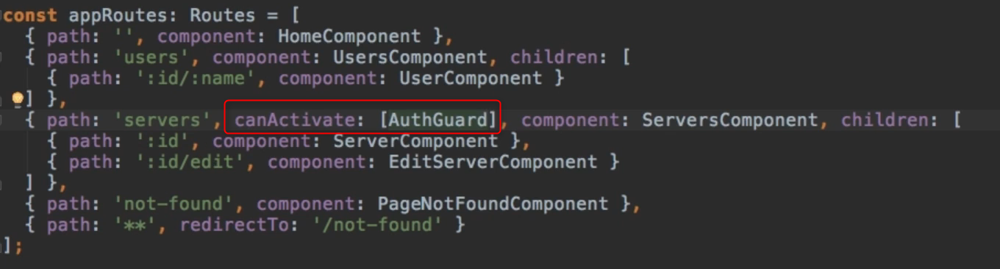 const appRoutes: Routes = [
{ path: '', component: HomeComponent },
{ path: 'users', component: UsersComponent, children: [
{ path: ':id/:name', component: UserComponent }
] },
{ path: 'servers', canActivate: [AuthGuard], component: ServersComponent, children: [
{ path: ':id', component: ServerComponent },
{ path: ':id/edit', component: EditServerComponent }
] },
{ path: 'not-found', component: PageNotFoundComponent },
{ path: '**', redirectTo: '/not-found' }
];